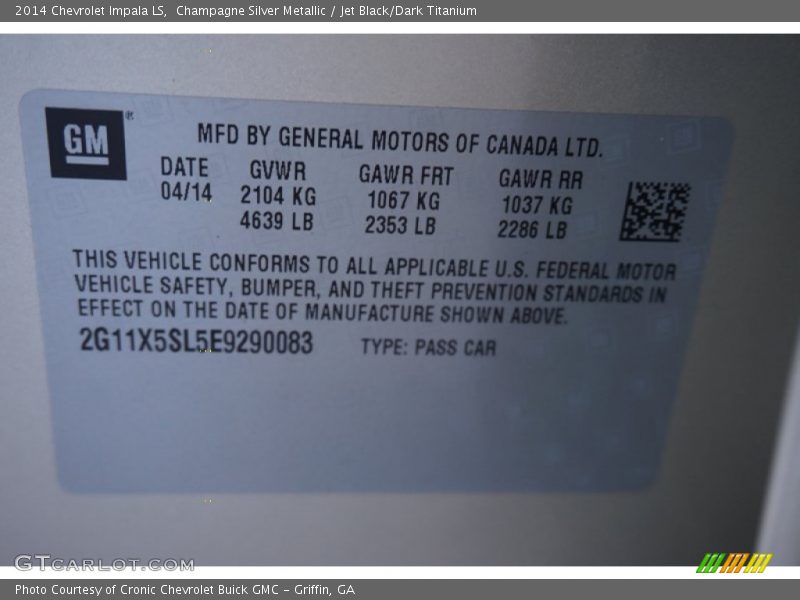 2014 Chevrolet Impala LS,  Champagne Silver Metallic / Jet Black/Dark Titanium
GM®
MFD BY GENERAL MOTORS OF CANADA LTD.
DATE GVWR GAWR FRT GAWR RR
04/14 2104 KG 1067 KG 1037 KG
4639 LB 2353 LB 2286 LB
THIS VEHICLE CONFORMS TO ALL APPLICABLE U.S. FEDERAL MOTOR
VEHICLE SAFETY, BUMPER, AND THEFT PREVENTION STANDARDS IN
EFFECT ON THE DATE OF MANUFACTURE SHOWN ABOVE.
2G11X5SL5E9290083 TYPE: PASS CAR
GTCARLOT.COM
Photo Courtesy of Cronic Chevrolet Buick GMC - Griffin, GA